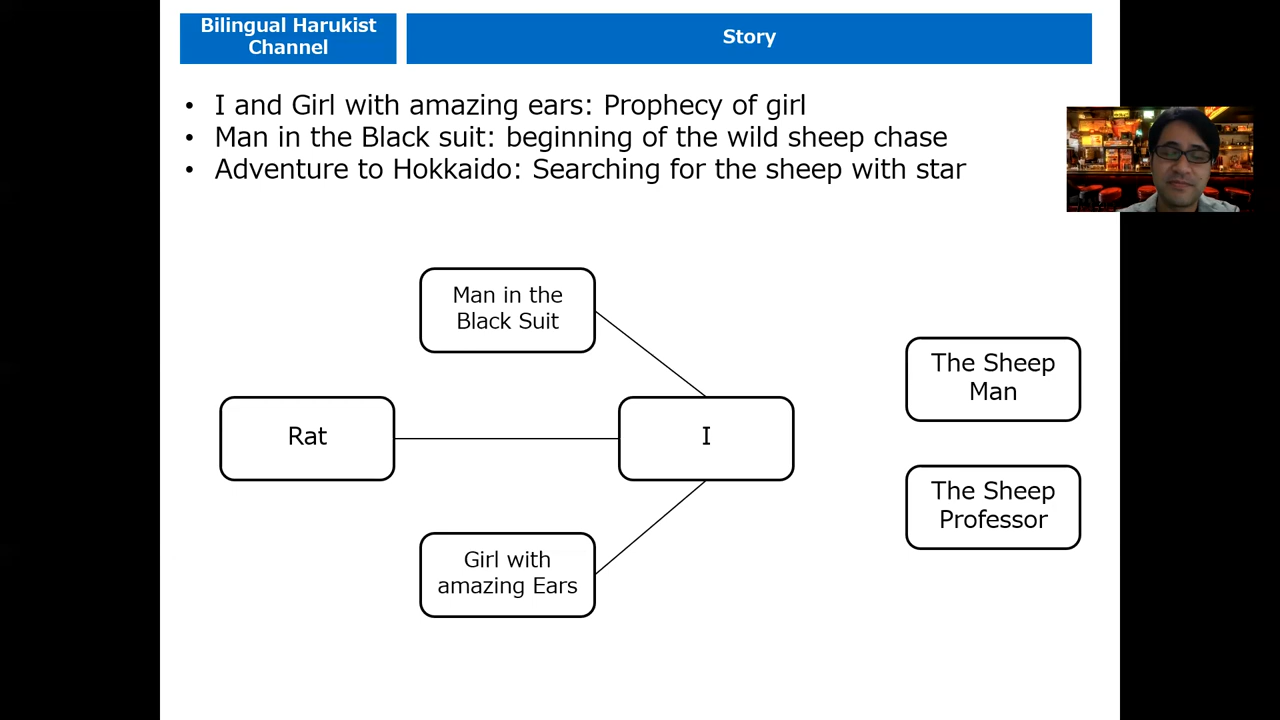 Bilingual Harukist
Channel
Story
• I and Girl with amazing ears: Prophecy of girl
• Man in the Black suit: beginning of the wild sheep chase
• Adventure to Hokkaido: Searching for the sheep with star
Man in the
Black Suit
The Sheep
Man
Rat
I
The Sheep
Professor
Girl with
amazing Ears